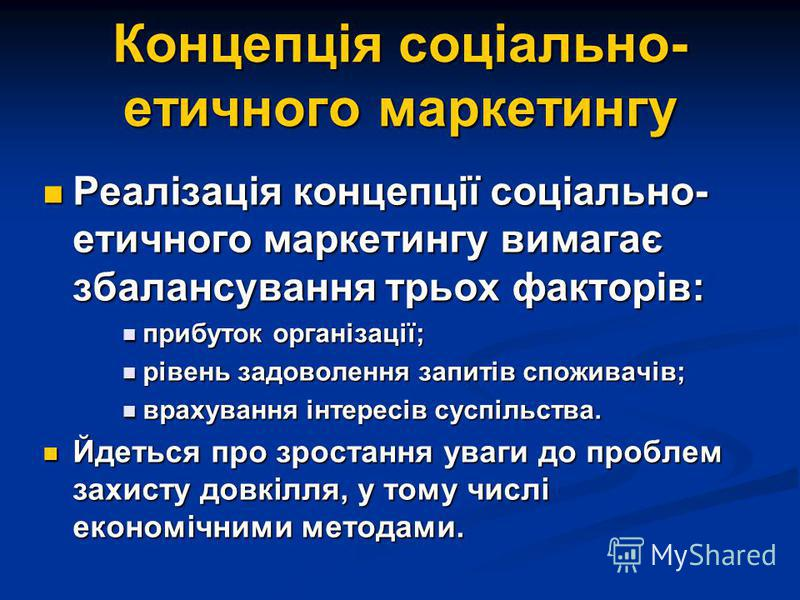 Концепція соціально-
етичного маркетингу
Реалізація концепції соціально-
етичного маркетингу вимагає
збалансування трьох факторів:
прибуток організації;
рівень задоволення запитів споживачів;
врахування інтересів суспільства.
Йдеться про зростання уваги до проблем
захисту довкілля, у тому числі
економічними методами.
MyShared